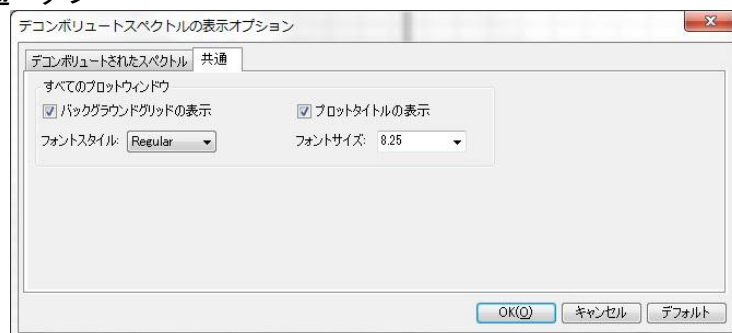 デコンボリュートスペクトルの表示オプション
デコンボリュートされたスペクトル 共通
すべてのプロットウィンドウ
バックグラウンドグリッドの表示 プロットタイトルの表示
フォントスタイル: Regular フォントサイズ: 8.25
OK(O) キャンセル デフォルト